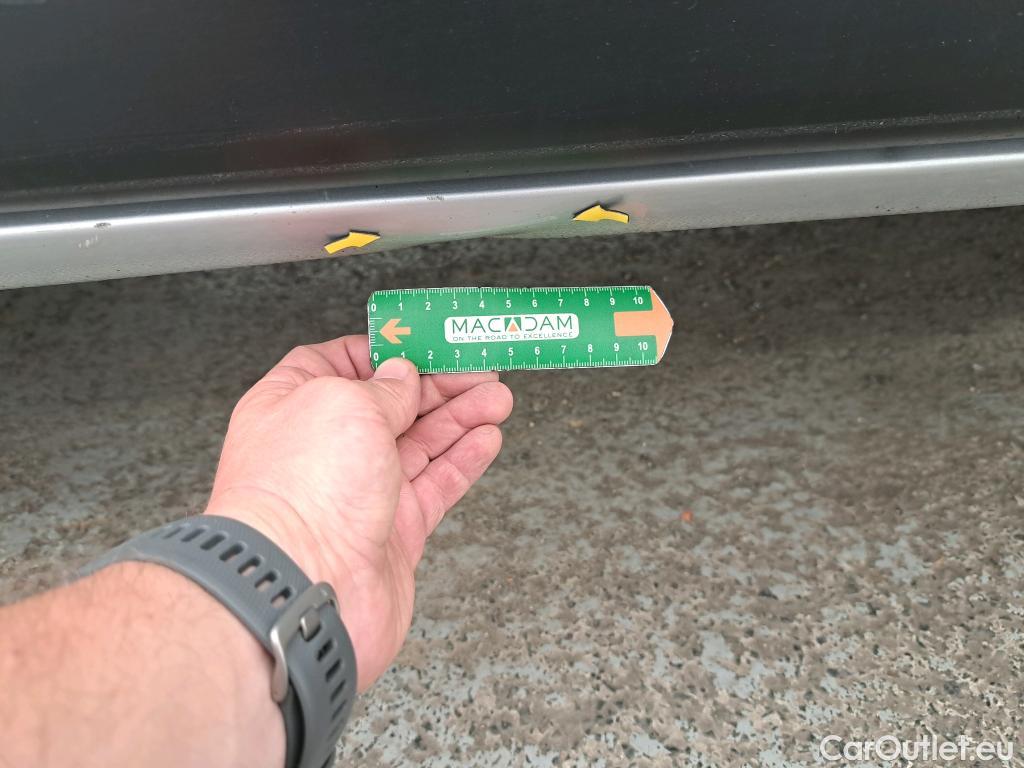 0 1 2 3 4 5 6 7 8 9 10
MACADAM
ON THE ROAD TO EXCELLENCE
0 1 2 3 4 5 6 7 8 9 10
CarOutlet.eu